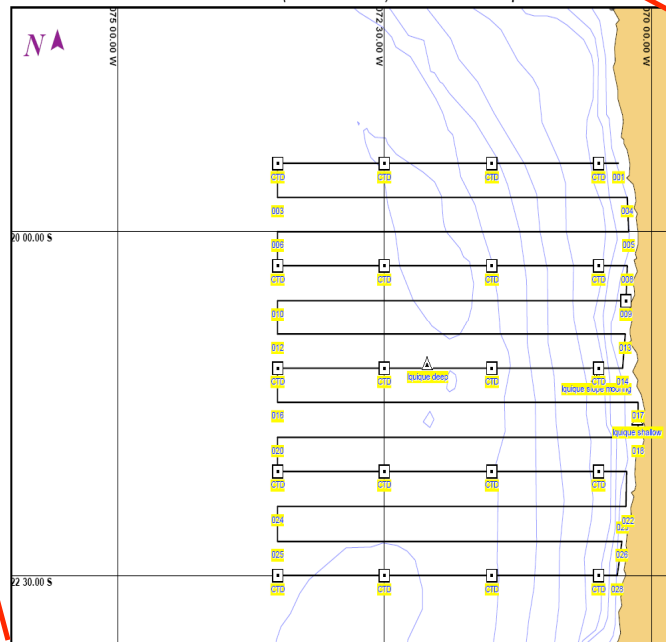 075 00.00 W
072 30.00 W
070 00.00 W
N
CTD CTD CTD CTD 001
003 004
20 00.00 S
006 005
CTD CTD CTD CTD 008
010 009
012 013
Iquique deep
CTD CTD CTD CTD 014
Iquique slope mooring
016 017
Iquique shallow
020 018
CTD CTD CTD CTD
024 022
025 026
22 30.00 S
CTD CTD CTD CTD 028